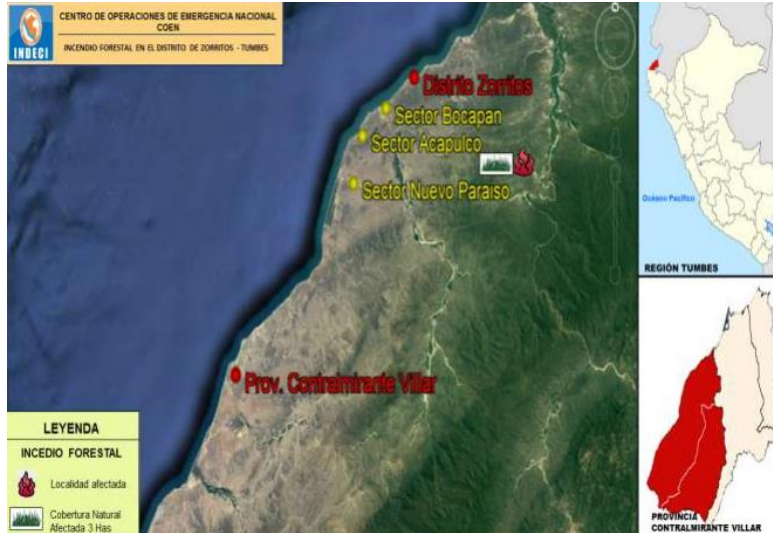 INDECI
CENTRO DE OPERACIONES DE EMERGENCIA NACIONAL
COEN
INCENDIO FORESTAL EN EL DISTRITO DE ZORRITOS - TUMBES
Distrito Zorritos
Sector Bocapan
Sector Acapulco
Sector Nuevo Paraiso
Prov. Contralmirante Villar
LEYENDA
INCEDIO FORESTAL
Localidad afectada
Cobertura Natural
Afectada 3 Has
Océano Pacífico
REGIÓN TUMBES
PROVINCIA
CONTRALMIRANTE VILLAR